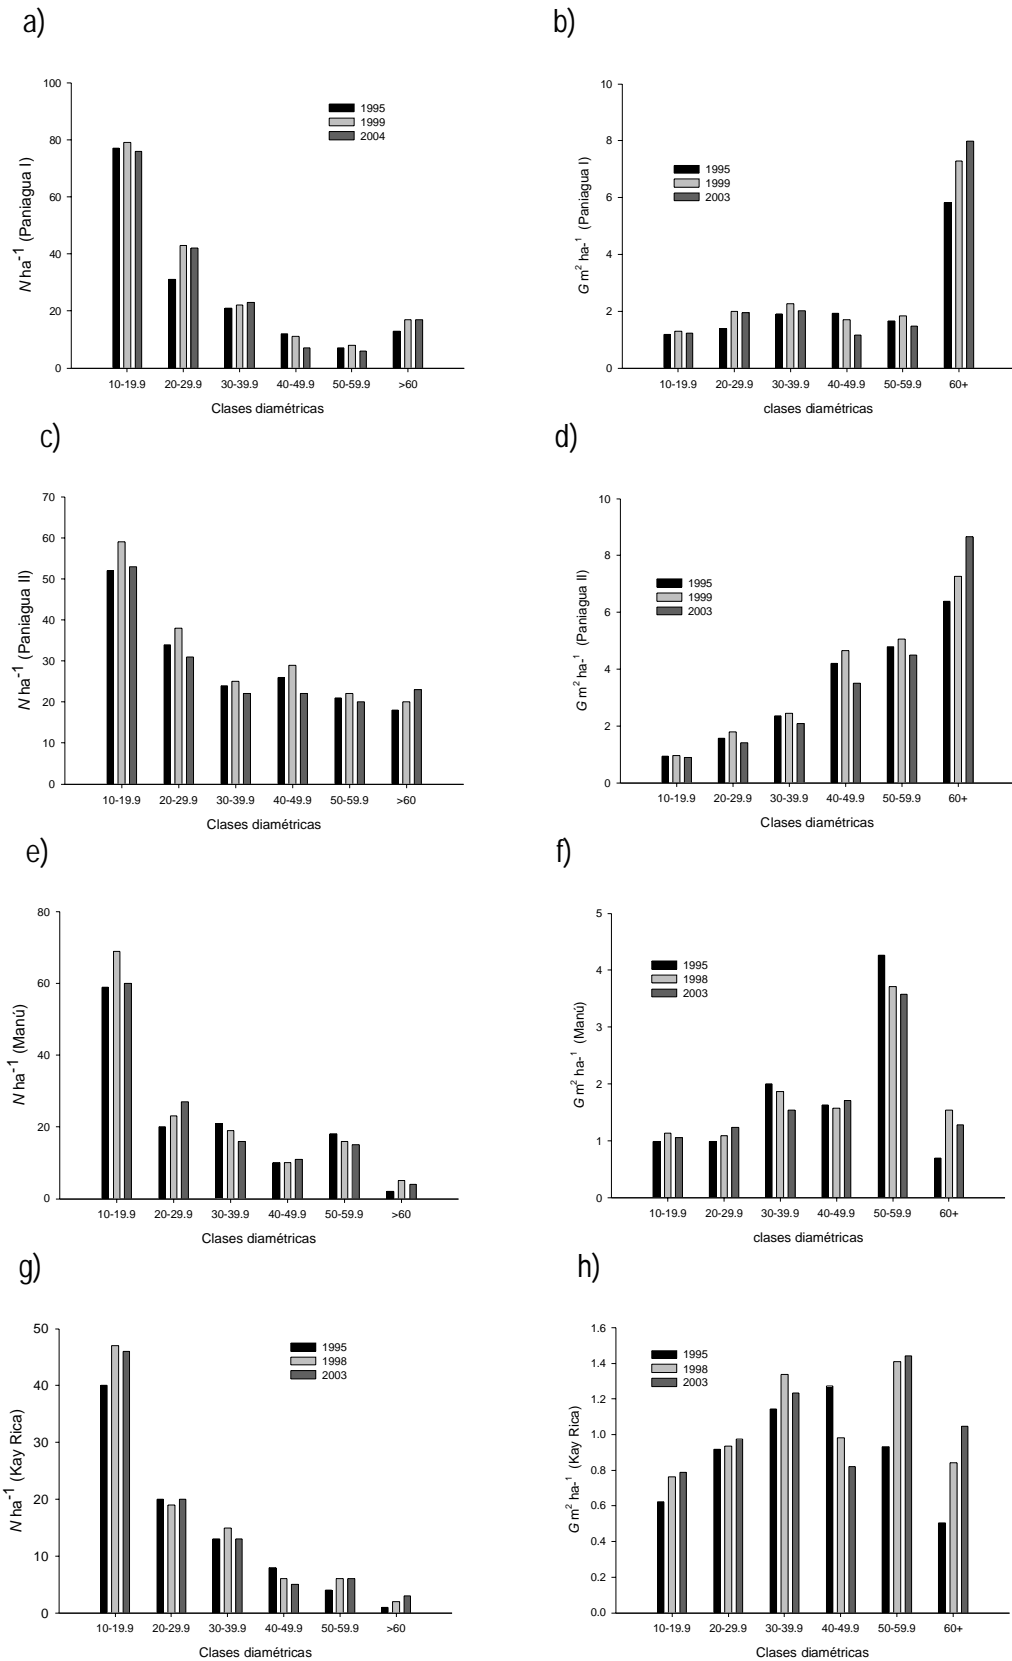 a)
b)
N ha-1 (Paniagua I)
100
80
60
40
20
0
1995
1999
2004
10-19.9 20-29.9 30-39.9 40-49.9 50-59.9 >60
Clases diamétricas
G m2 ha-1 (Paniagua I)
10
8
6
4
2
0
1995
1999
2003
10-19.9 20-29.9 30-39.9 40-49.9 50-59.9 60+
clases diamétricas
c)
d)
N ha-1 (Paniagua II)
70
60
50
40
30
20
10
0
10-19.9 20-29.9 30-39.9 40-49.9 50-59.9 >60
Clases diamétricas
G m2 ha-1 (Paniagua II)
10
8
6
4
2
0
1995
1999
2003
10-19.9 20-29.9 30-39.9 40-49.9 50-59.9 60+
Clases diamétricas
e)
f)
N ha-1 (Manú)
80
60
40
20
0
10-19.9 20-29.9 30-39.9 40-49.9 50-59.9 >60
Clases diamétricas
G m2 ha-1 (Manú)
5
4
3
2
1
0
1995
1998
2003
10-19.9 20-29.9 30-39.9 40-49.9 50-59.9 60+
clases diamétricas
g)
h)
N ha-1 (Kay Rica)
50
40
30
20
10
0
1995
1998
2003
10-19.9 20-29.9 30-39.9 40-49.9 50-59.9 >60
Clases diamétricas
G m2 ha-1 (Kay Rica)
1.6
1.4
1.2
1.0
0.8
0.6
0.4
0.2
0.0
1995
1998
2003
10-19.9 20-29.9 30-39.9 40-49.9 50-59.9 60+
Clases diamétricas